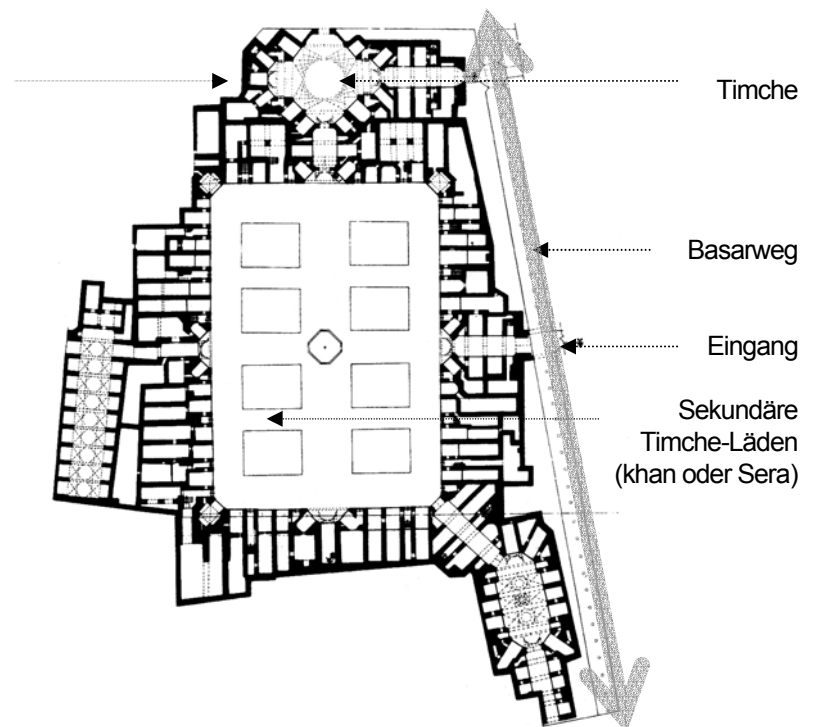 Timche
Basarweg
Eingang
Sekundäre
Timche-Läden
(khan oder Sera)